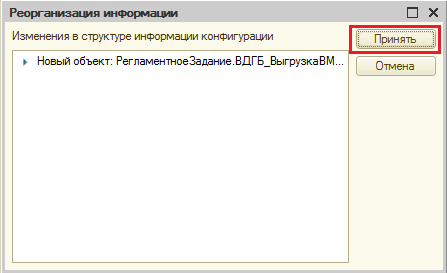 Реорганизация информации
Изменения в структуре информации конфигурации
Принять
Новый объект: РегламентноеЗадание.ВДГБ_ВыгрузкаВМ...
Отмена